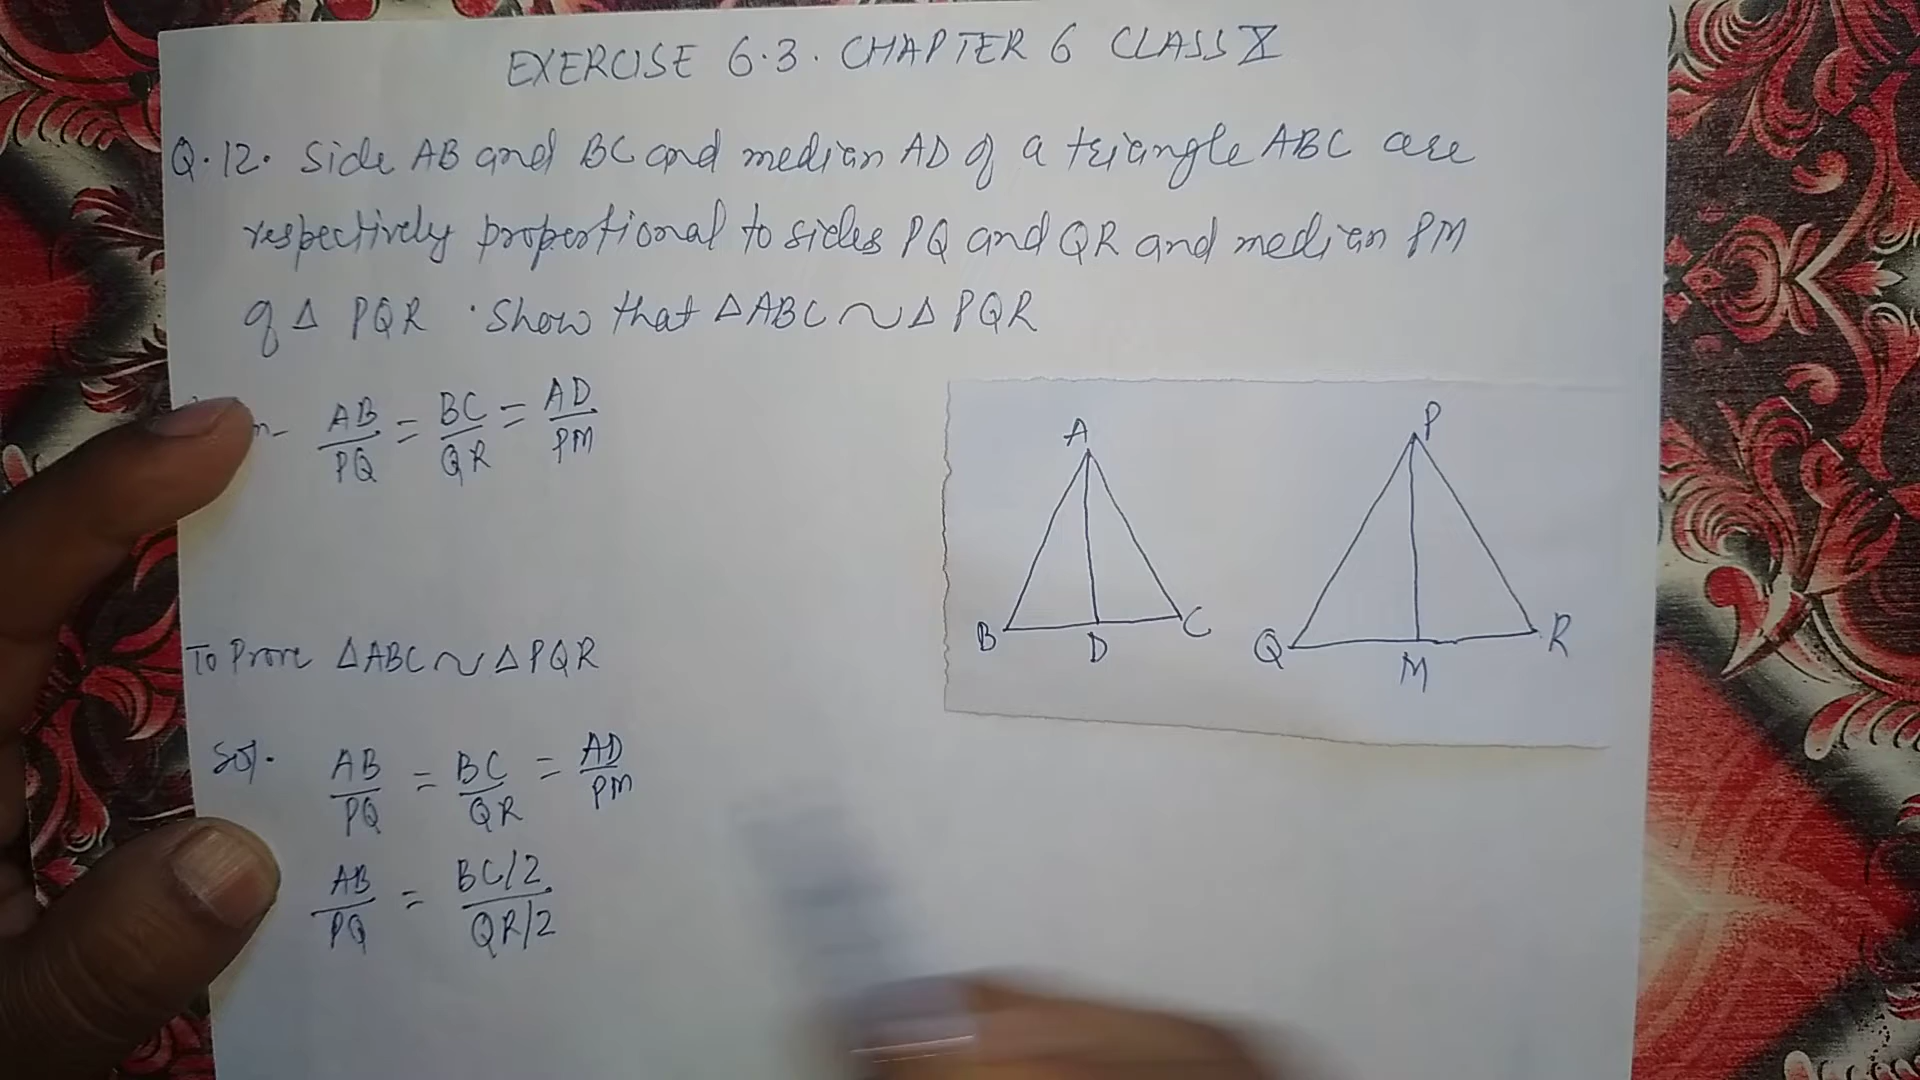 EXERCISE 6.3. CHAPTER 6 CLASS X
Q.12. Side AB and BC and median AD of a triangle ABC are
respectively proportional to sides PQ and QR and median PM
of Δ PQR . Show that ΔABC ~ Δ PQR
AB/PQ = BC/QR = AD/PM
A
P
B
D
C
Q
M
R
To Prove ΔABC ~ ΔPQR
Sol. AB/PQ = BC/QR = AD/PM
AB/PQ = BC/2 / QR/2